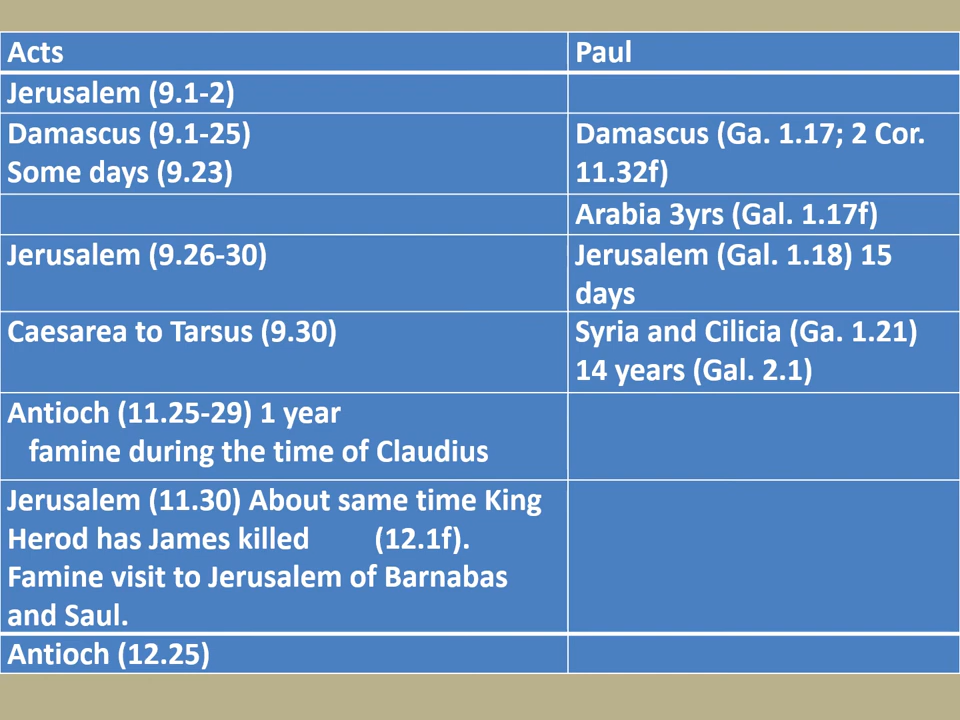 Acts
Paul
Jerusalem (9.1-2)
Damascus (9.1-25)
Some days (9.23)
Damascus (Ga. 1.17; 2 Cor.
11.32f)
Arabia 3yrs (Gal. 1.17f)
Jerusalem (9.26-30)
Jerusalem (Gal. 1.18) 15
days
Caesarea to Tarsus (9.30)
Syria and Cilicia (Ga. 1.21)
14 years (Gal. 2.1)
Antioch (11.25-29) 1 year
famine during the time of Claudius
Jerusalem (11.30) About same time King
Herod has James killed (12.1f).
Famine visit to Jerusalem of Barnabas
and Saul.
Antioch (12.25)